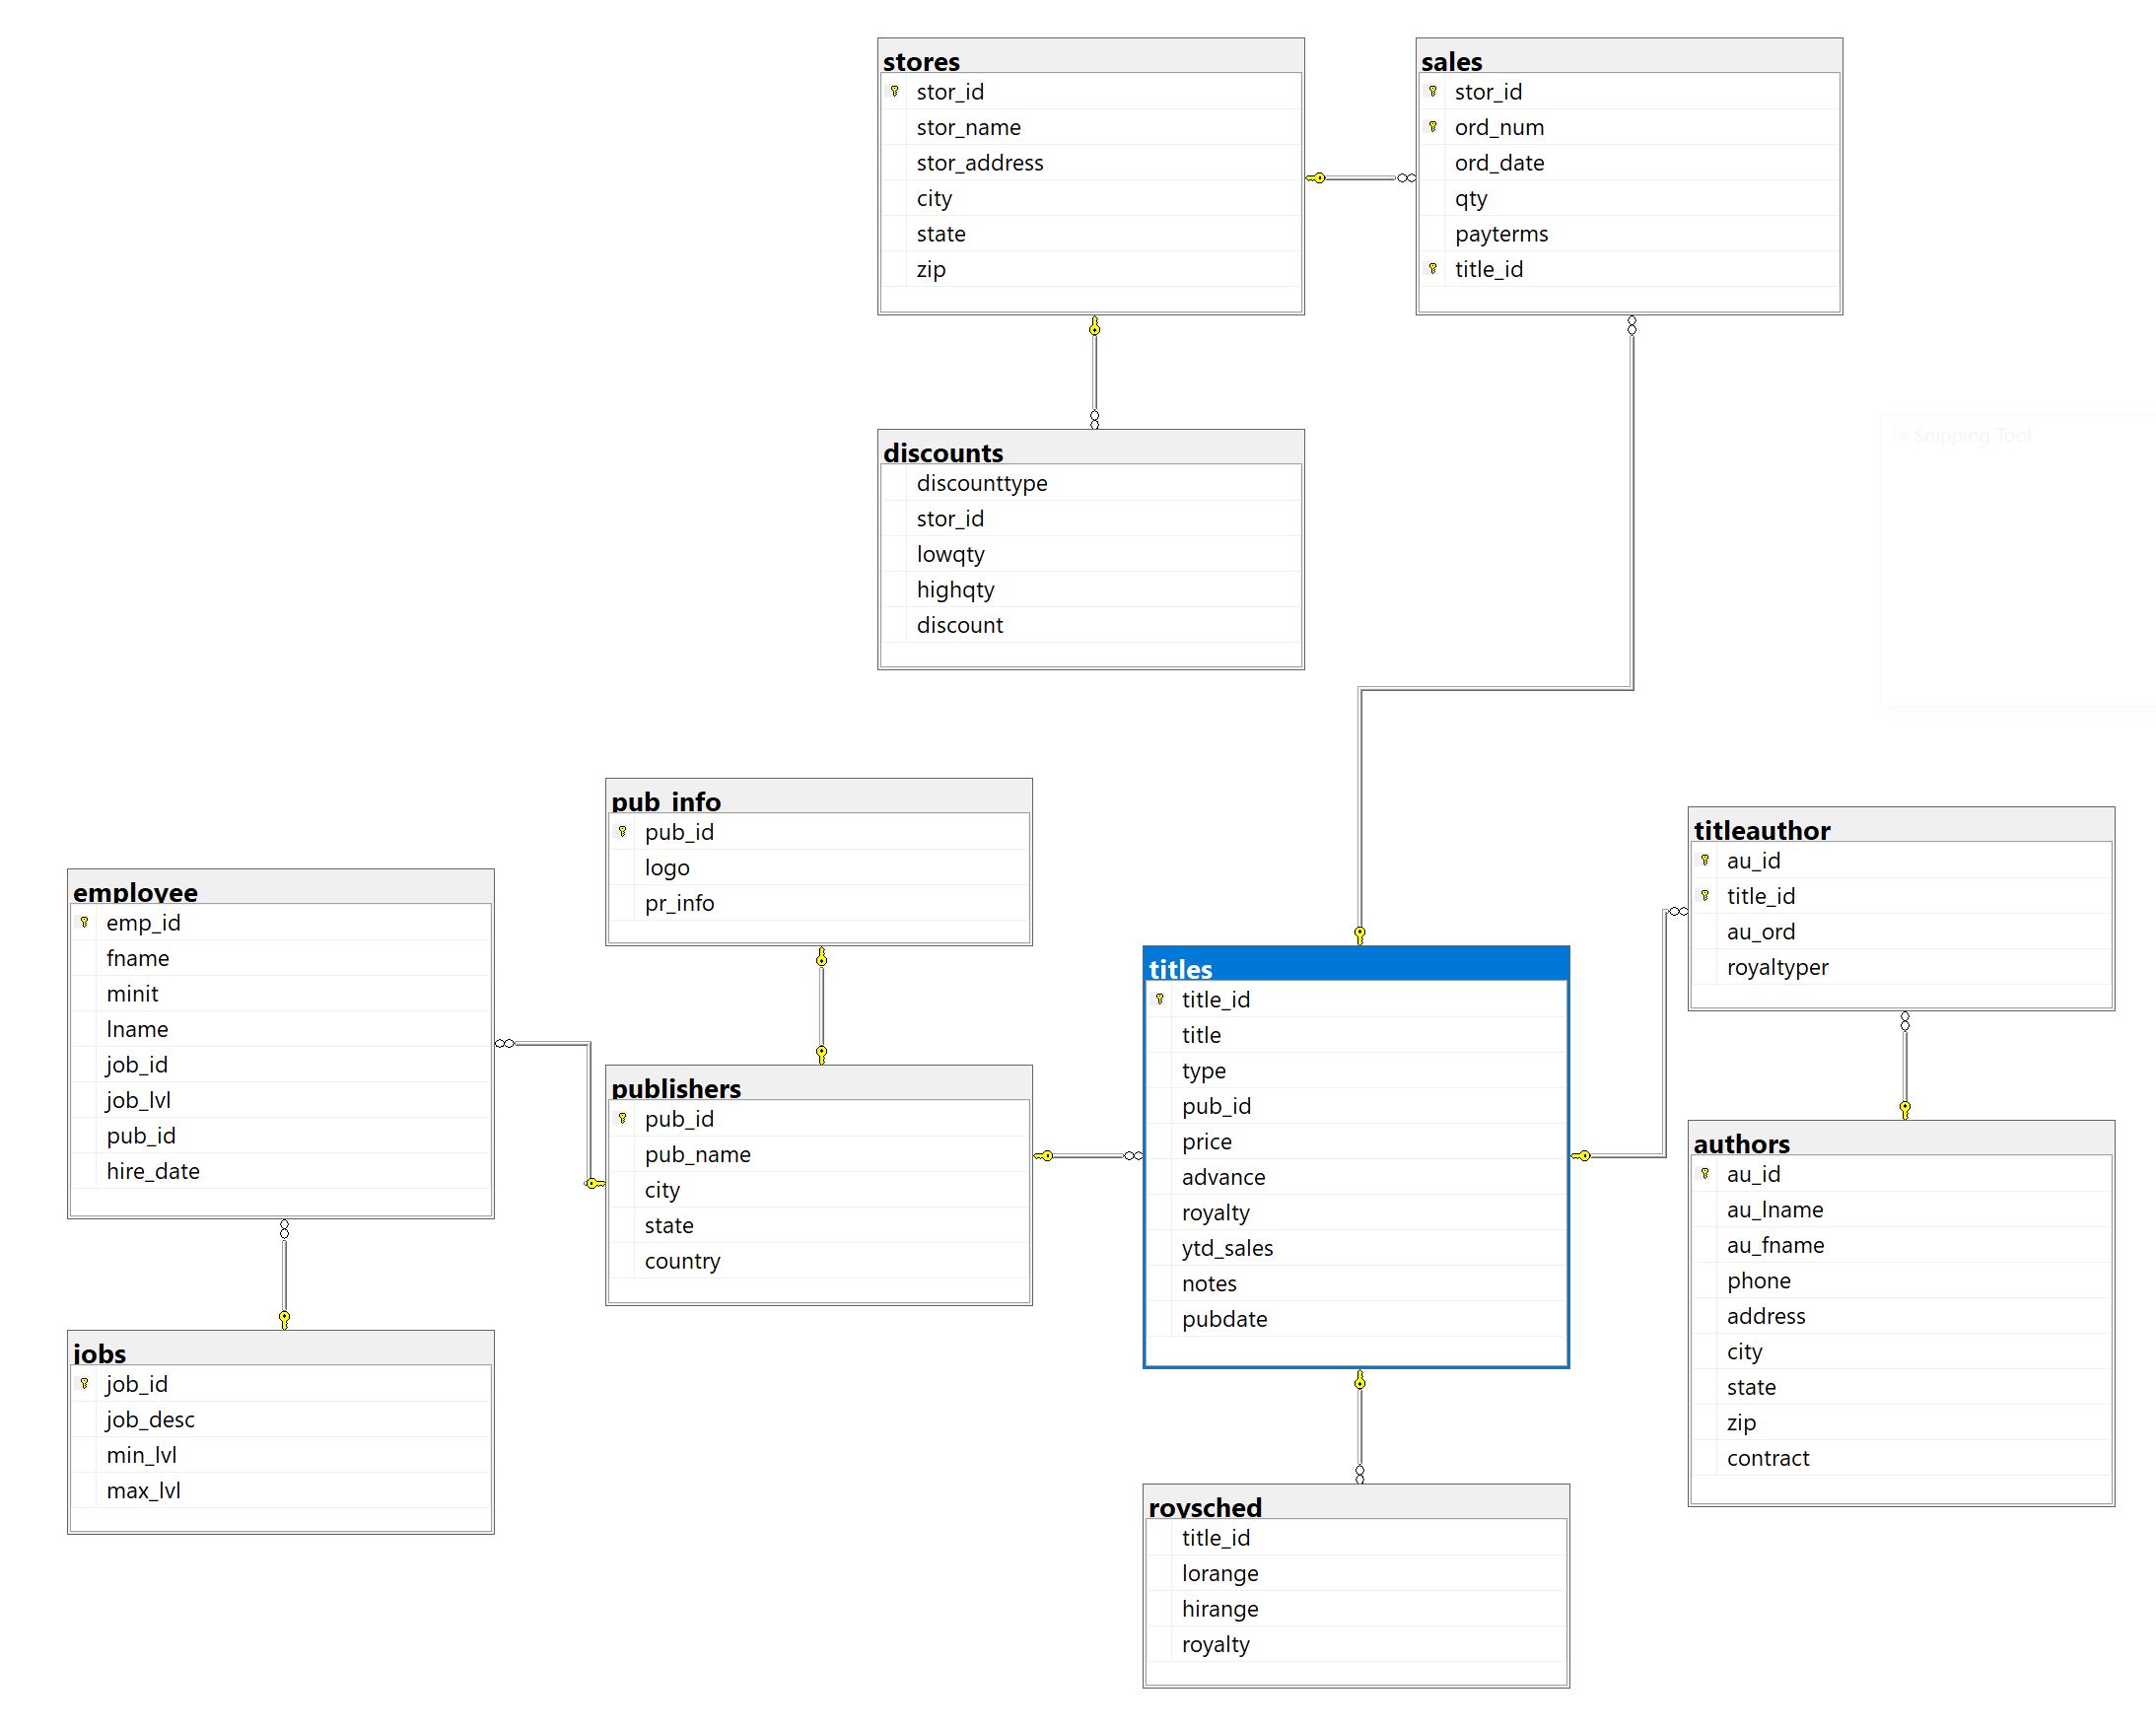 stores
stor_id
stor_name
stor_address
city
state
zip
sales
stor_id
ord_num
ord_date
qty
payterms
title_id
discounts
discounttype
stor_id
lowqty
highqty
discount
Snipping Tool
pub_info
pub_id
logo
pr_info
employee
emp_id
fname
minit
lname
job_id
job_lvl
pub_id
hire_date
publishers
pub_id
pub_name
city
state
country
jobs
job_id
job_desc
min_lvl
max_lvl
titles
title_id
title
type
pub_id
price
advance
royalty
ytd_sales
notes
pubdate
titleauthor
au_id
title_id
au_ord
royaltyper
authors
au_id
au_lname
au_fname
phone
address
city
state
zip
contract
roysched
title_id
lorange
hirange
royalty